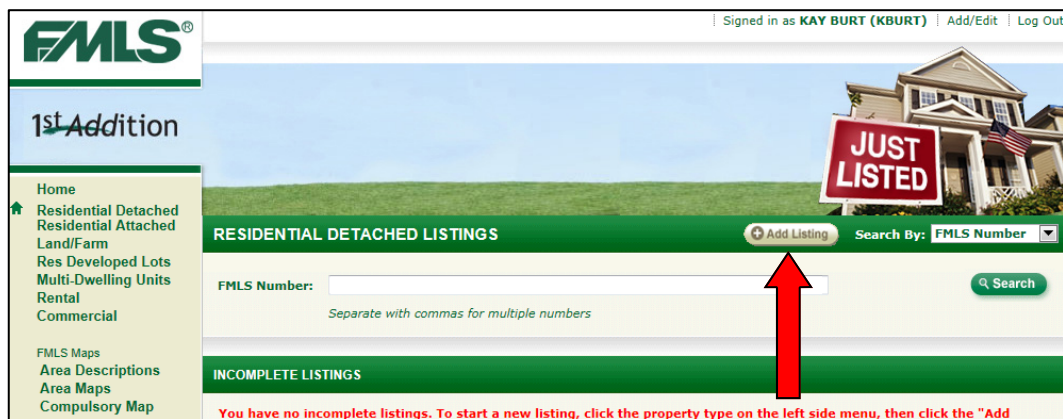 FMLS®
Signed in as KAY BURT (KBURT) | Add/Edit | Log Out
1st Addition
JUST
LISTED
Home
Residential Detached
Residential Attached
Land/Farm
Res Developed Lots
Multi-Dwelling Units
Rental
Commercial
FMLS Maps
Area Descriptions
Area Maps
Compulsory Map
RESIDENTIAL DETACHED LISTINGS
Add Listing
Search By: FMLS Number
FMLS Number:
Search
Separate with commas for multiple numbers
INCOMPLETE LISTINGS
You have no incomplete listings. To start a new listing, click the property type on the left side menu, then click the "Add